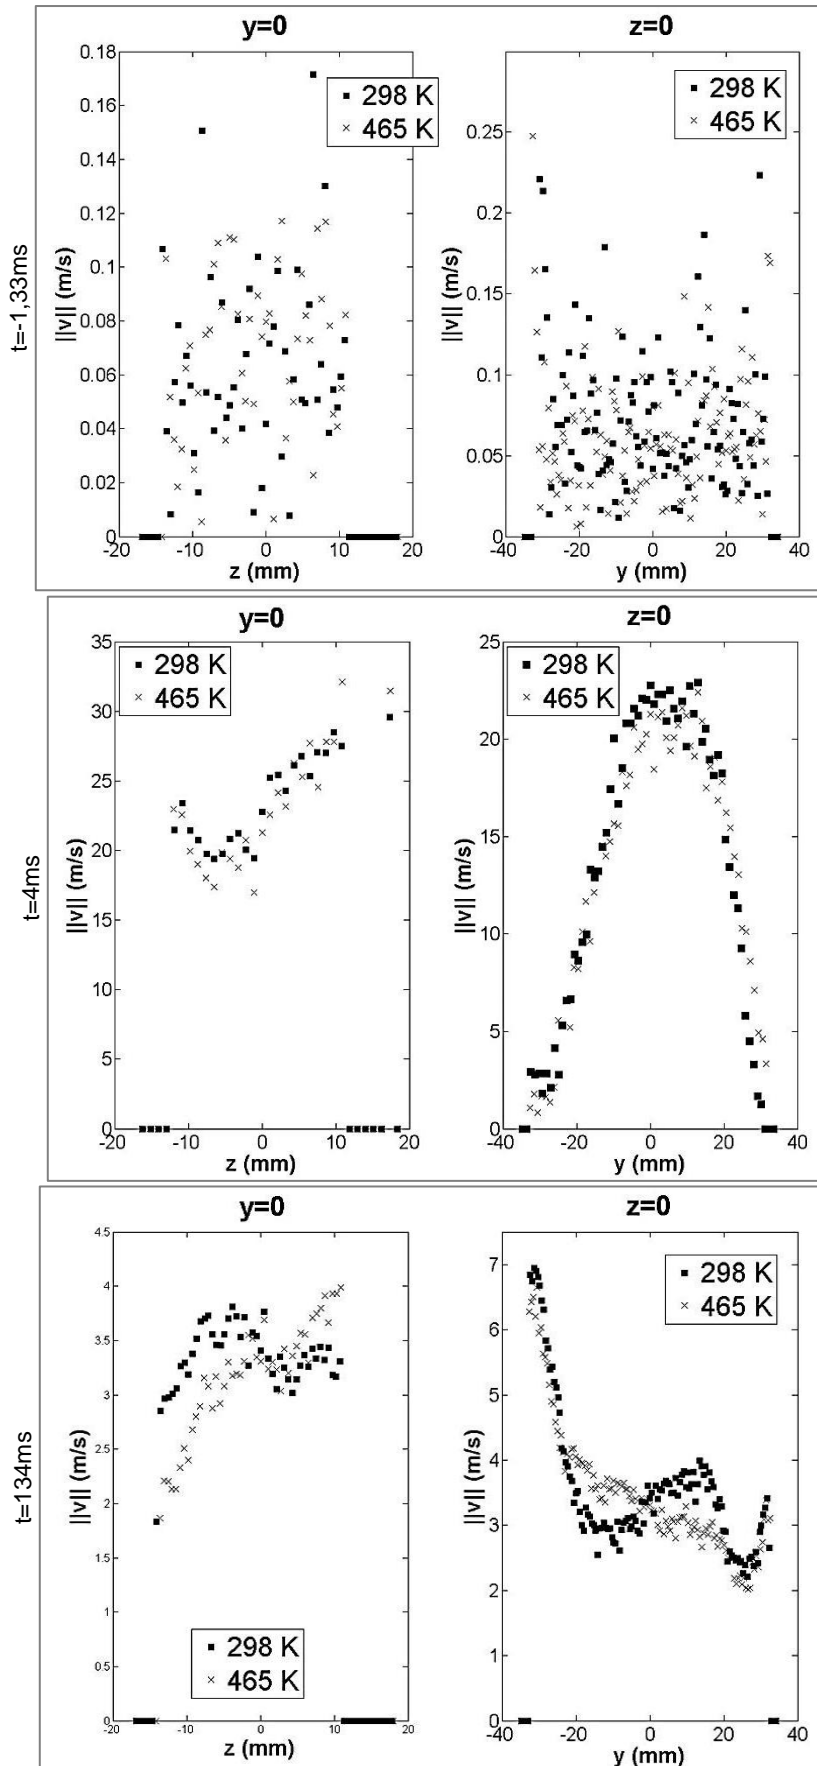 y=0
z=0
0.18
0.16
0.14
0.12
0.1
0.08
0.06
0.04
0.02
0
||v|| (m/s)
298 K
465 K
-20 -10 0 10 20
z (mm)
0.25
0.2
0.15
0.1
0.05
0
||v|| (m/s)
298 K
465 K
-40 -20 0 20 40
y (mm)
t=-1,33ms
y=0
z=0
35
30
25
20
15
10
5
0
||v|| (m/s)
298 K
465 K
-20 -10 0 10 20
z (mm)
25
20
15
10
5
0
||v|| (m/s)
298 K
465 K
-40 -20 0 20 40
y (mm)
t=4ms
y=0
z=0
4.5
4
3.5
3
2.5
2
1.5
1
0.5
0
||v|| (m/s)
298 K
465 K
-20 -10 0 10 20
z (mm)
7
6
5
4
3
2
1
0
||v|| (m/s)
298 K
465 K
-40 -20 0 20 40
y (mm)
t=134ms